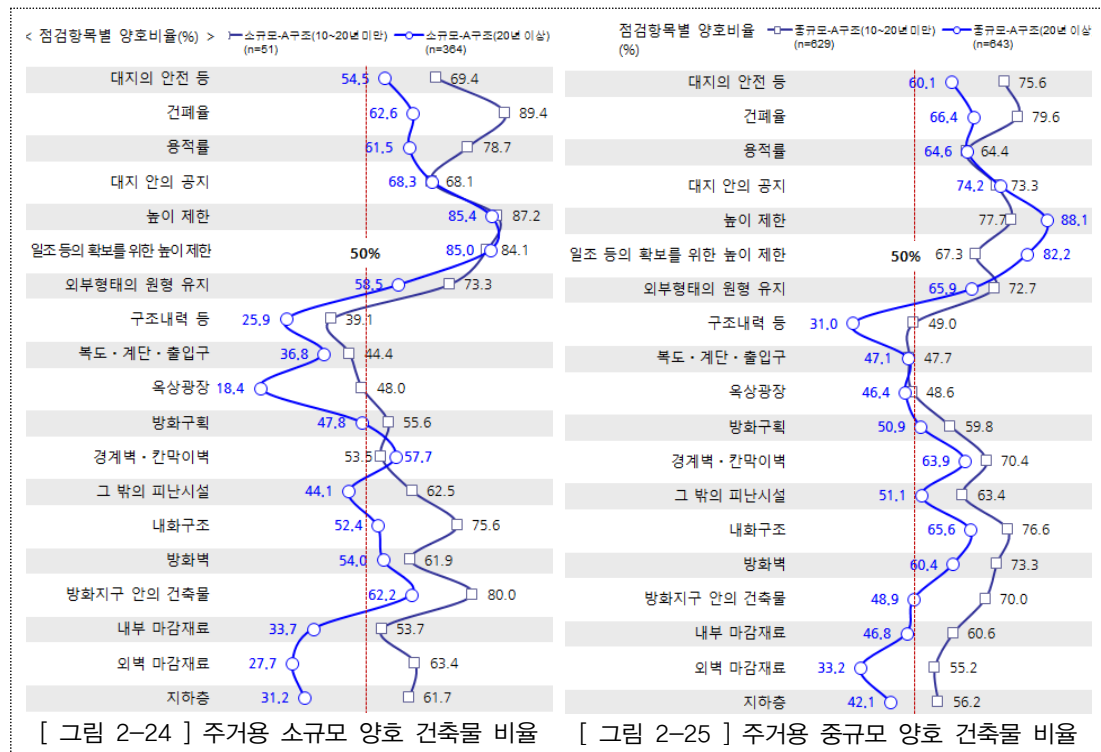 < 점검항목별 양호비율(%) > 소규모-A구조(10~20년미만) 소규모-A구조(20년 이상)
(n=51) (n=364)
대지의 안전 등 54.5 69.4
건폐율 62.6 89.4
용적률 61.5 78.7
대지 안의 공지 68.3 68.1
높이 제한 85.4 87.2
일조 등의 확보를 위한 높이 제한 50% 85.0 84.1
외부형태의 원형 유지 58.5 73.3
구조내력 등 25.9 39.1
복도·계단·출입구 36.8 44.4
옥상광장 18.4 48.0
방화구획 47.8 55.6
경계벽·칸막이벽 53.5 57.7
그 밖의 피난시설 44.1 62.5
내화구조 52.4 75.6
방화벽 54.0 61.9
방화지구 안의 건축물 62.2 80.0
내부 마감재료 33.7 53.7
외벽 마감재료 27.7 63.4
지하층 31.2 61.7
[ 그림 2-24 ] 주거용 소규모 양호 건축물 비율
점검항목별 양호비율 중규모-A구조(10~20년미만) 중규모-A구조(20년 이상)
(%) (n=629) (n=643)
대지의 안전 등 60.1 75.6
건폐율 66.4 79.6
용적률 64.6 64.4
대지 안의 공지 74.2 73.3
높이 제한 77.7 88.1
일조 등의 확보를 위한 높이 제한 50% 67.3 82.2
외부형태의 원형 유지 65.9 72.7
구조내력 등 31.0 49.0
복도·계단·출입구 47.1 47.7
옥상광장 46.4 48.6
방화구획 50.9 59.8
경계벽·칸막이벽 63.9 70.4
그 밖의 피난시설 51.1 63.4
내화구조 65.6 76.6
방화벽 60.4 73.3
방화지구 안의 건축물 48.9 70.0
내부 마감재료 46.8 60.6
외벽 마감재료 33.2 55.2
지하층 42.1 56.2
[ 그림 2-25 ] 주거용 중규모 양호 건축물 비율